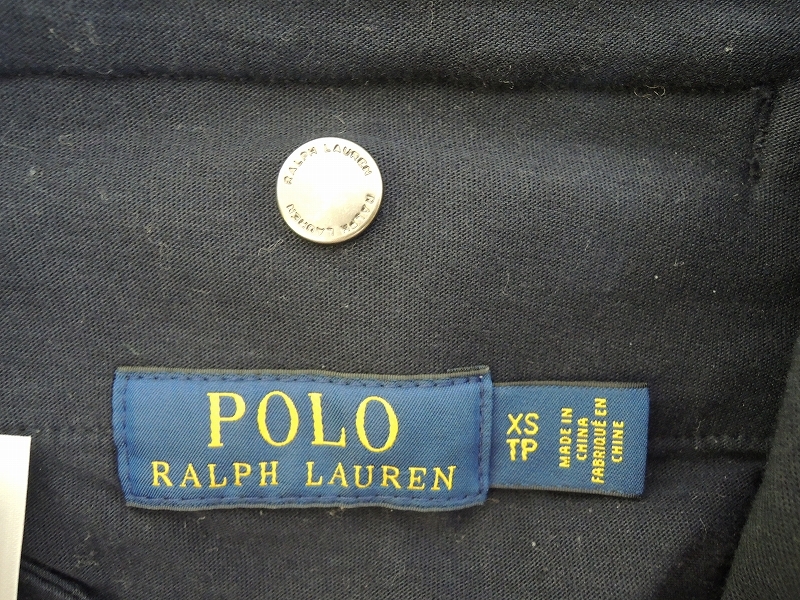 RALPH LAUREN
RALPH LAUREN
POLO
RALPH LAUREN
XS
TP
MADE IN
CHINA
FABRIQUÉ EN
CHINE